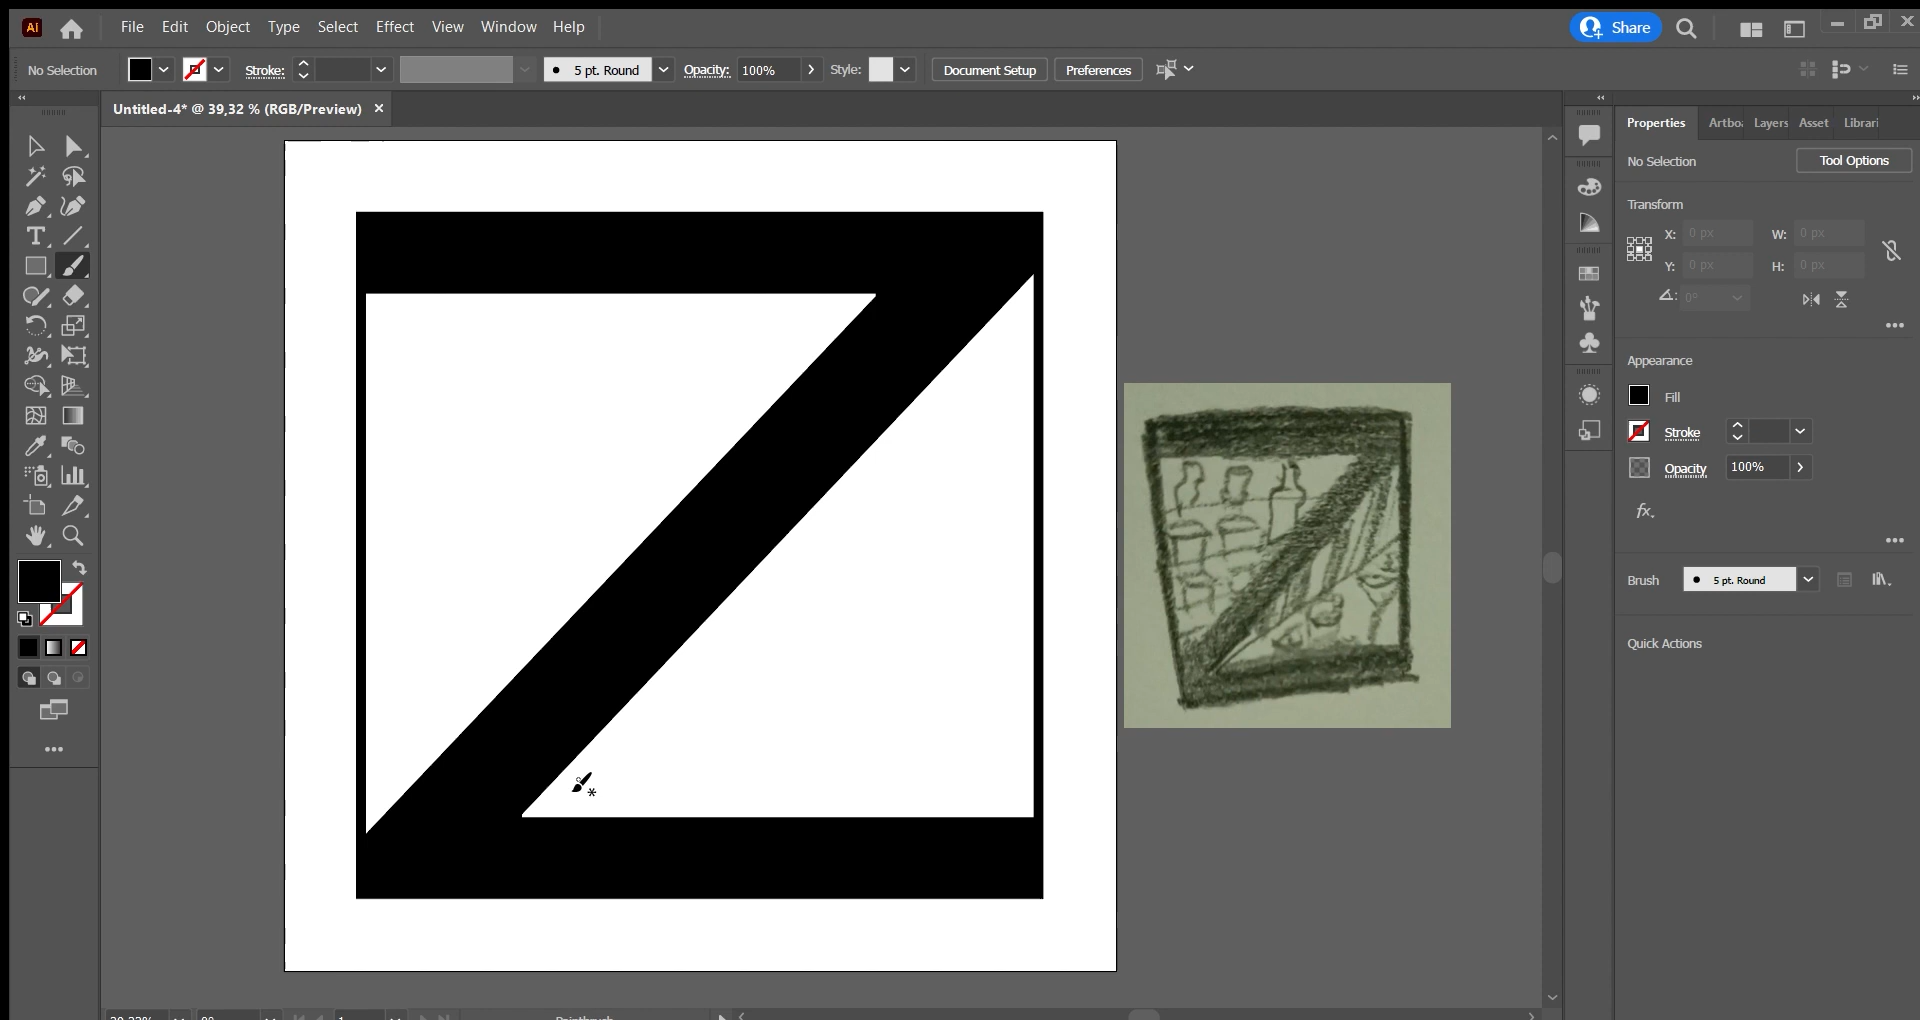 Ai File Edit Object Type Select Effect View Window Help Share
No Selection Stroke: 5 pt. Round Opacity: 100% Style: Document Setup Preferences
Untitled-4* @ 39,32 % (RGB/Preview) ×
Properties Artbo Layers Asset Librari
No Selection Tool Options
Transform
X: 0 px W: 0 px
Y: 0 px H: 0 px
0°
Appearance
Fill
Stroke
Opacity 100%
fx.
Brush 5 pt. Round
Quick Actions
Z